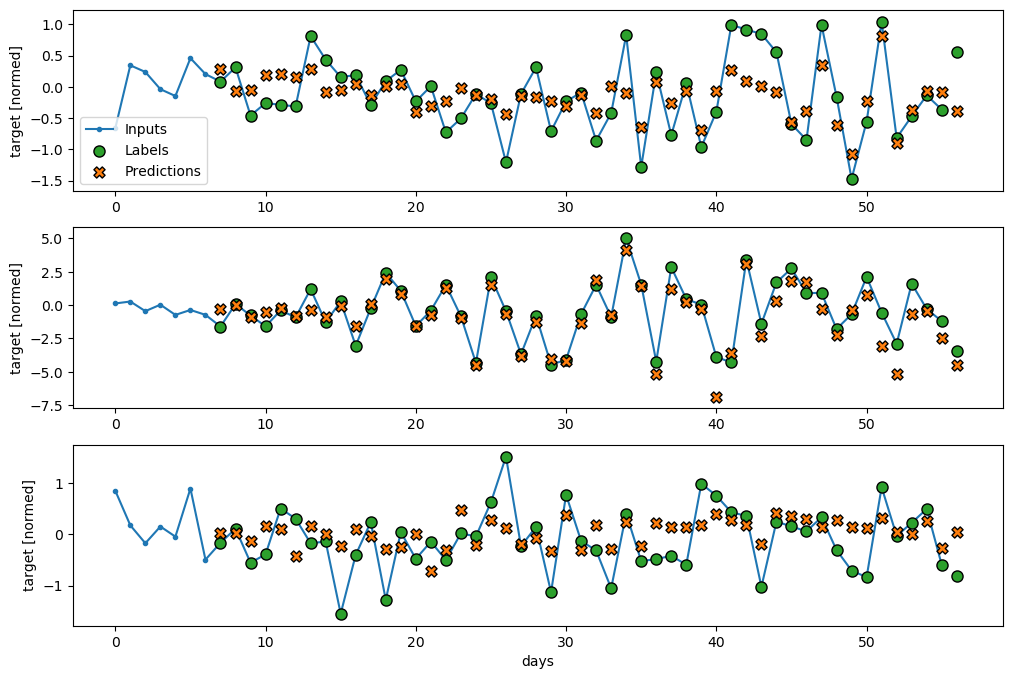 target [normed]
1.0
0.5
0.0
−0.5
−1.0
−1.5
Inputs
Labels
Predictions
0 10 20 30 40 50
target [normed]
5.0
2.5
0.0
−2.5
−5.0
−7.5
0 10 20 30 40 50
target [normed]
1
0
−1
0 10 20 30 40 50
days